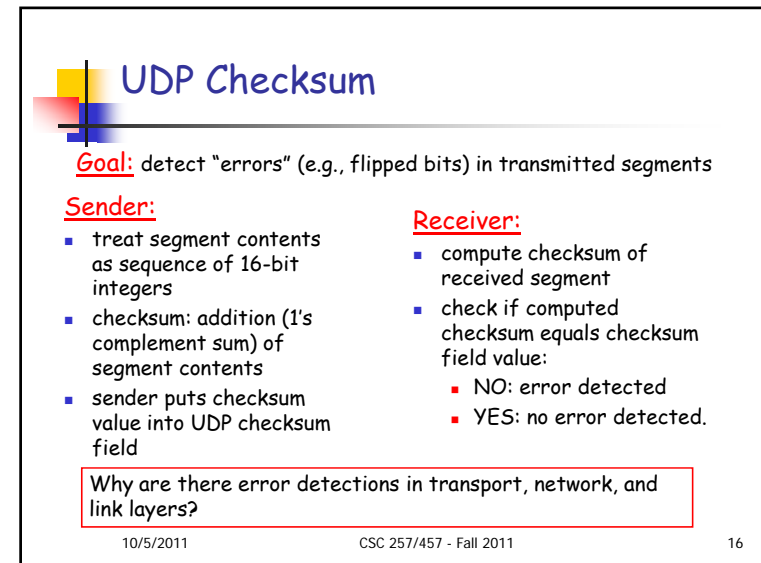 UDP Checksum
Goal: detect “errors” (e.g., flipped bits) in transmitted segments
Sender:
treat segment contents
as sequence of 16-bit
integers
checksum: addition (1’s
complement sum) of
segment contents
sender puts checksum
value into UDP checksum
field
Receiver:
compute checksum of
received segment
check if computed
checksum equals checksum
field value:
NO: error detected
YES: no error detected.
Why are there error detections in transport, network, and
link layers?
10/5/2011 CSC 257/457 - Fall 2011 16